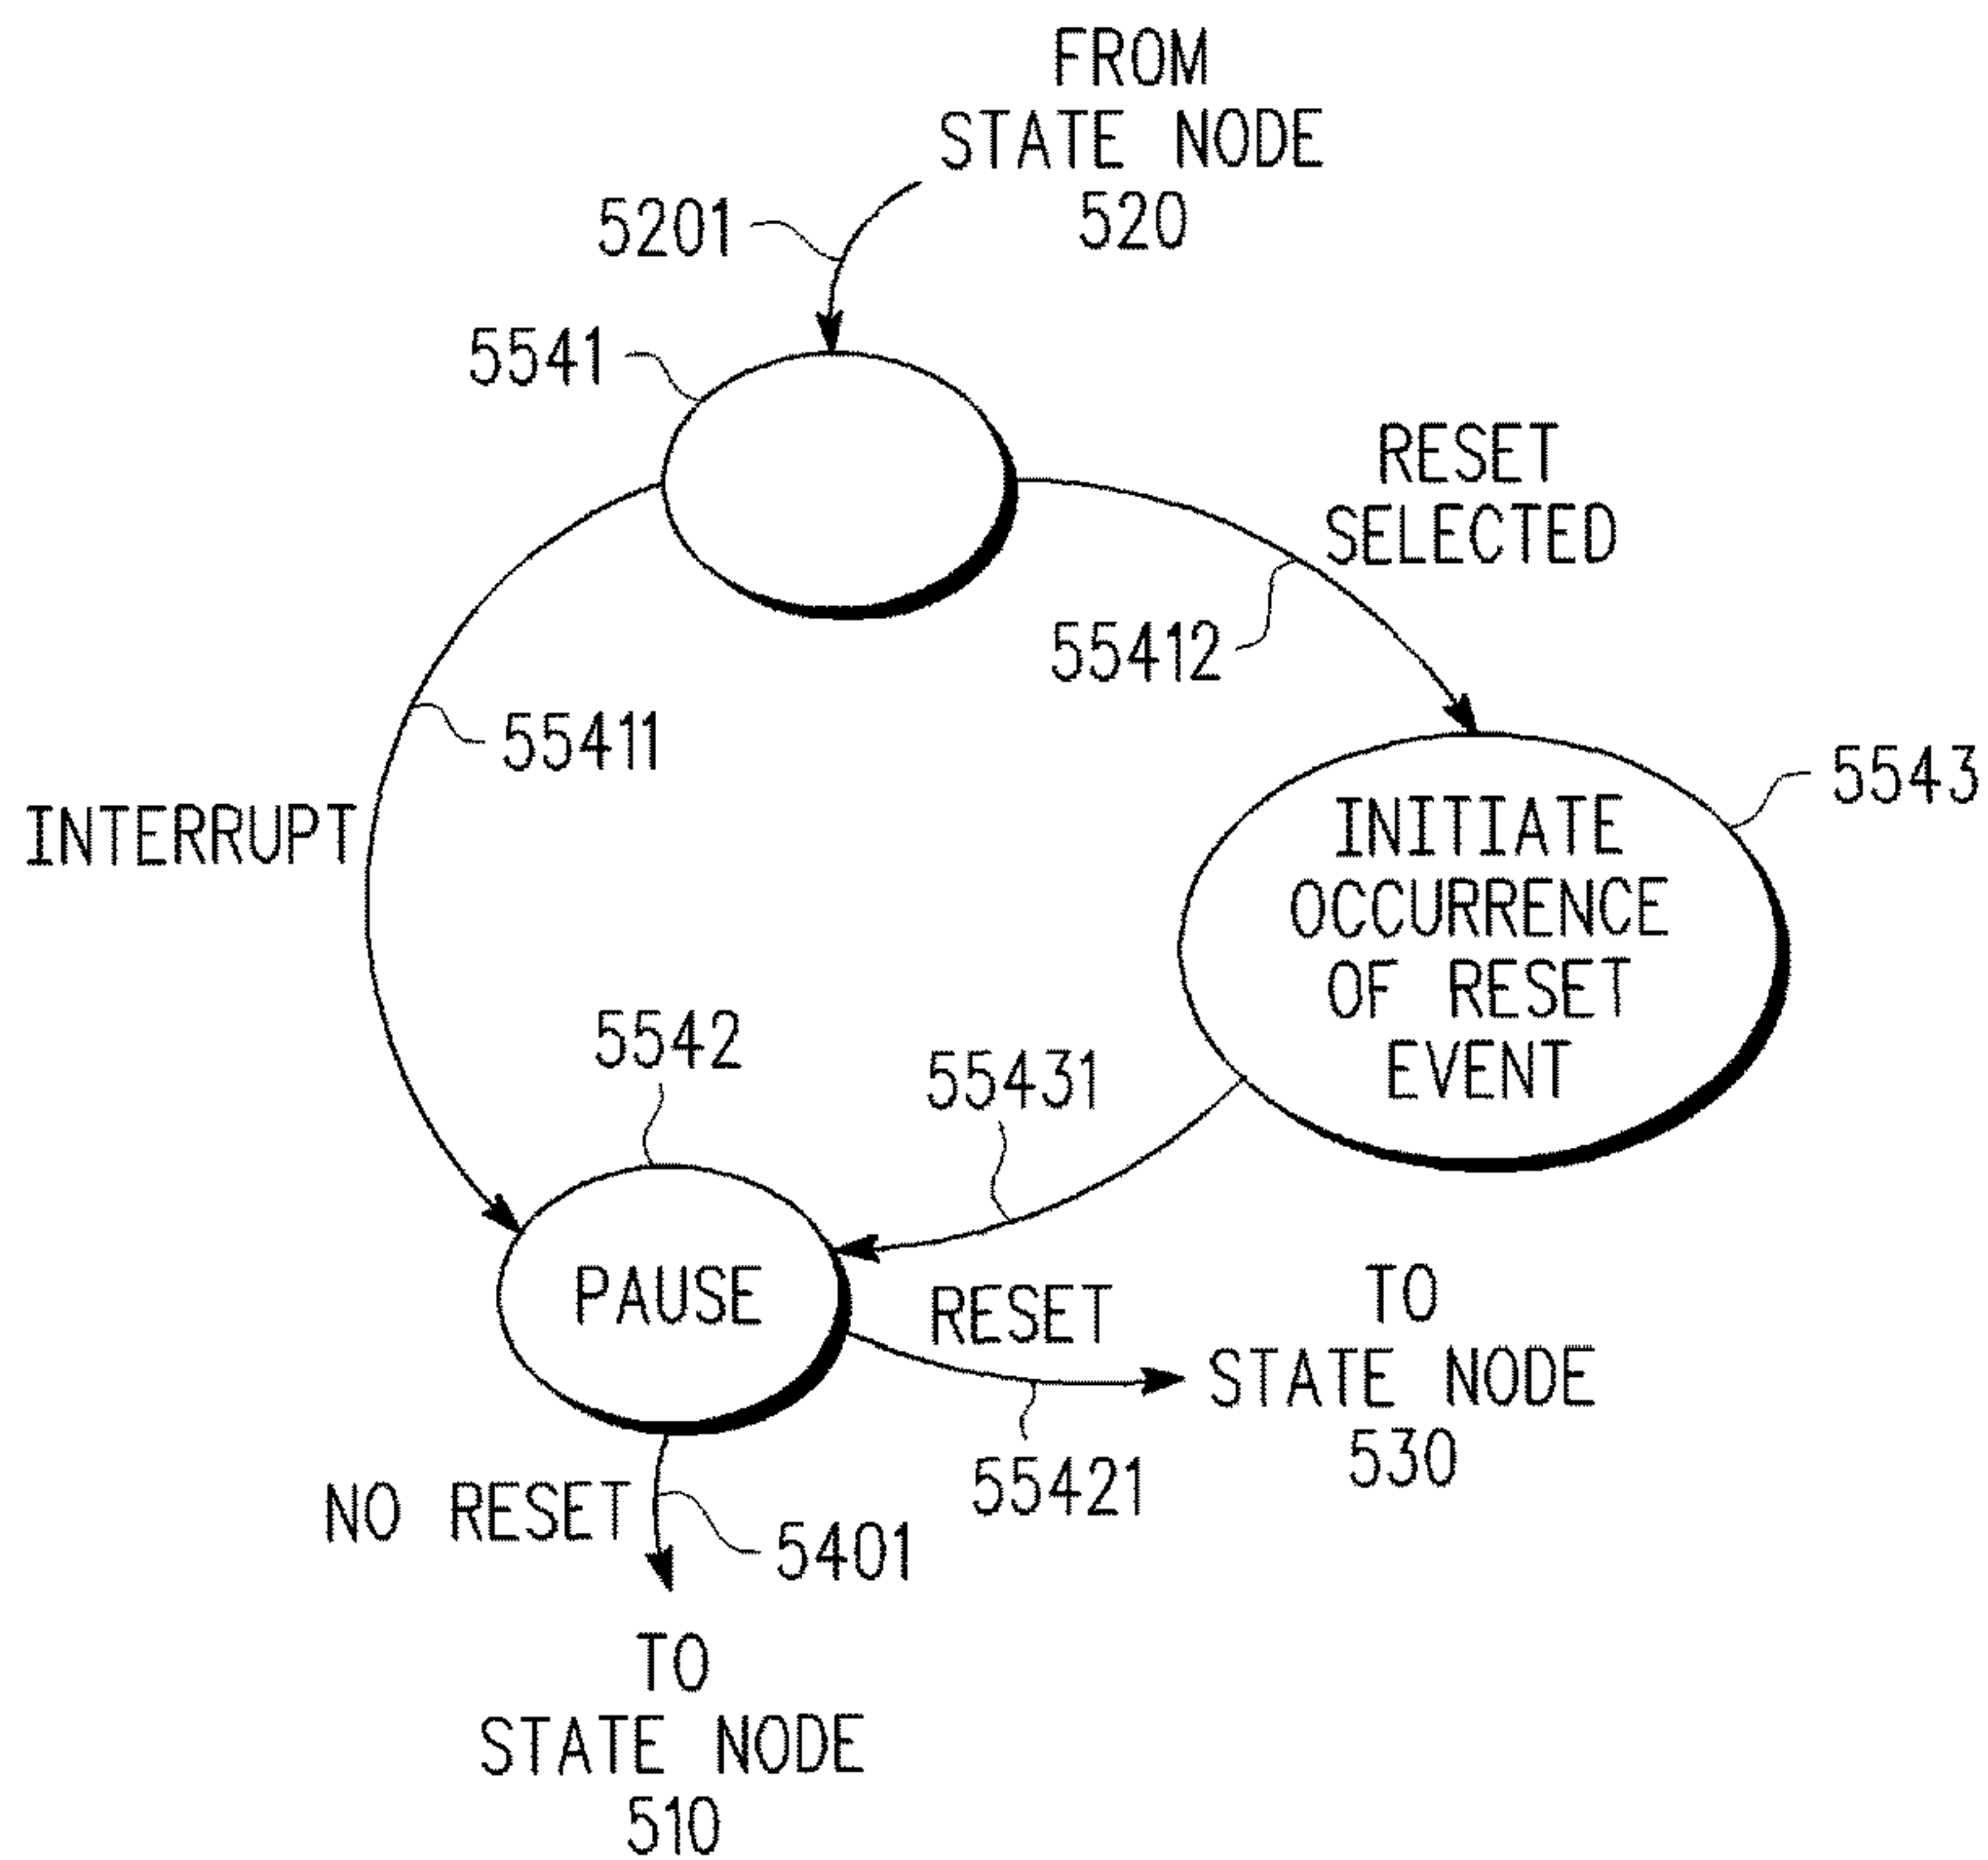 FROM
STATE NODE
520
5201
5541
RESET
SELECTED
55412
55411
INTERRUPT
5543
INITIATE
OCCURRENCE
OF RESET
EVENT
5542
55431
PAUSE
RESET
TO
STATE NODE
530
55421
NO RESET
5401
TO
STATE NODE
510